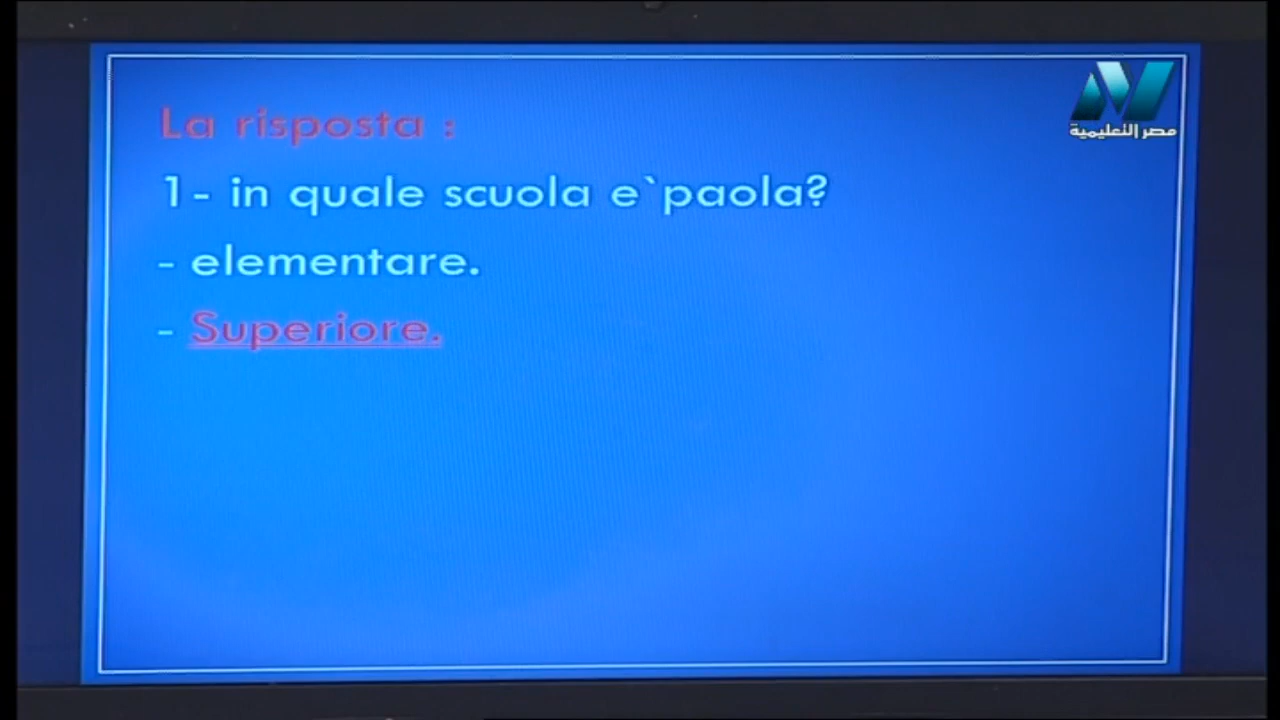 مصر التعليمية
La risposta :
1- in quale scuola e`paola?
- elementare.
- Superiore.